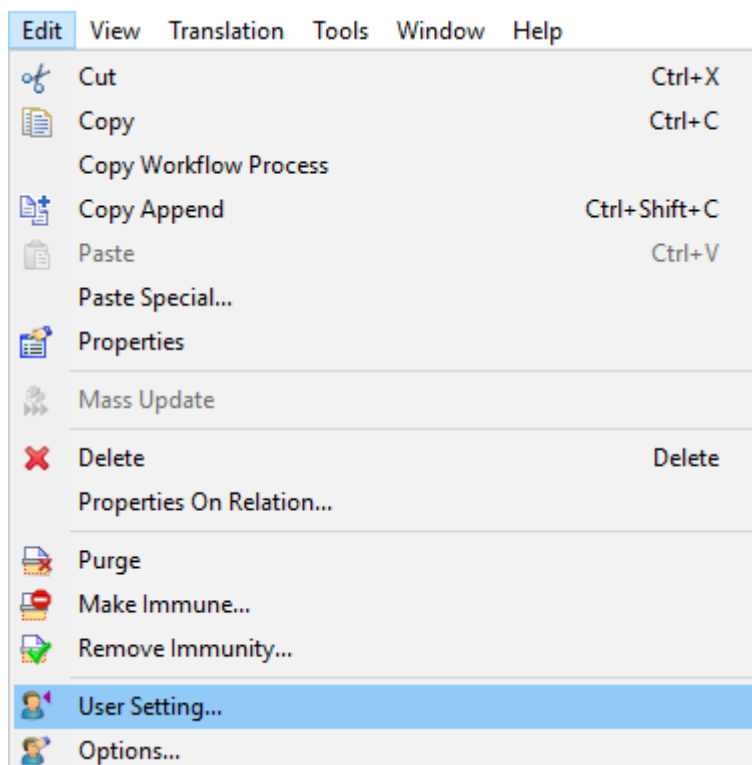 Edit View Translation Tools Window Help
Cut Ctrl+X
Copy Ctrl+C
Copy Workflow Process
Copy Append Ctrl+Shift+C
Paste Ctrl+V
Paste Special...
Properties
Mass Update
Delete Delete
Properties On Relation...
Purge
Make Immune...
Remove Immunity...
User Setting...
Options...